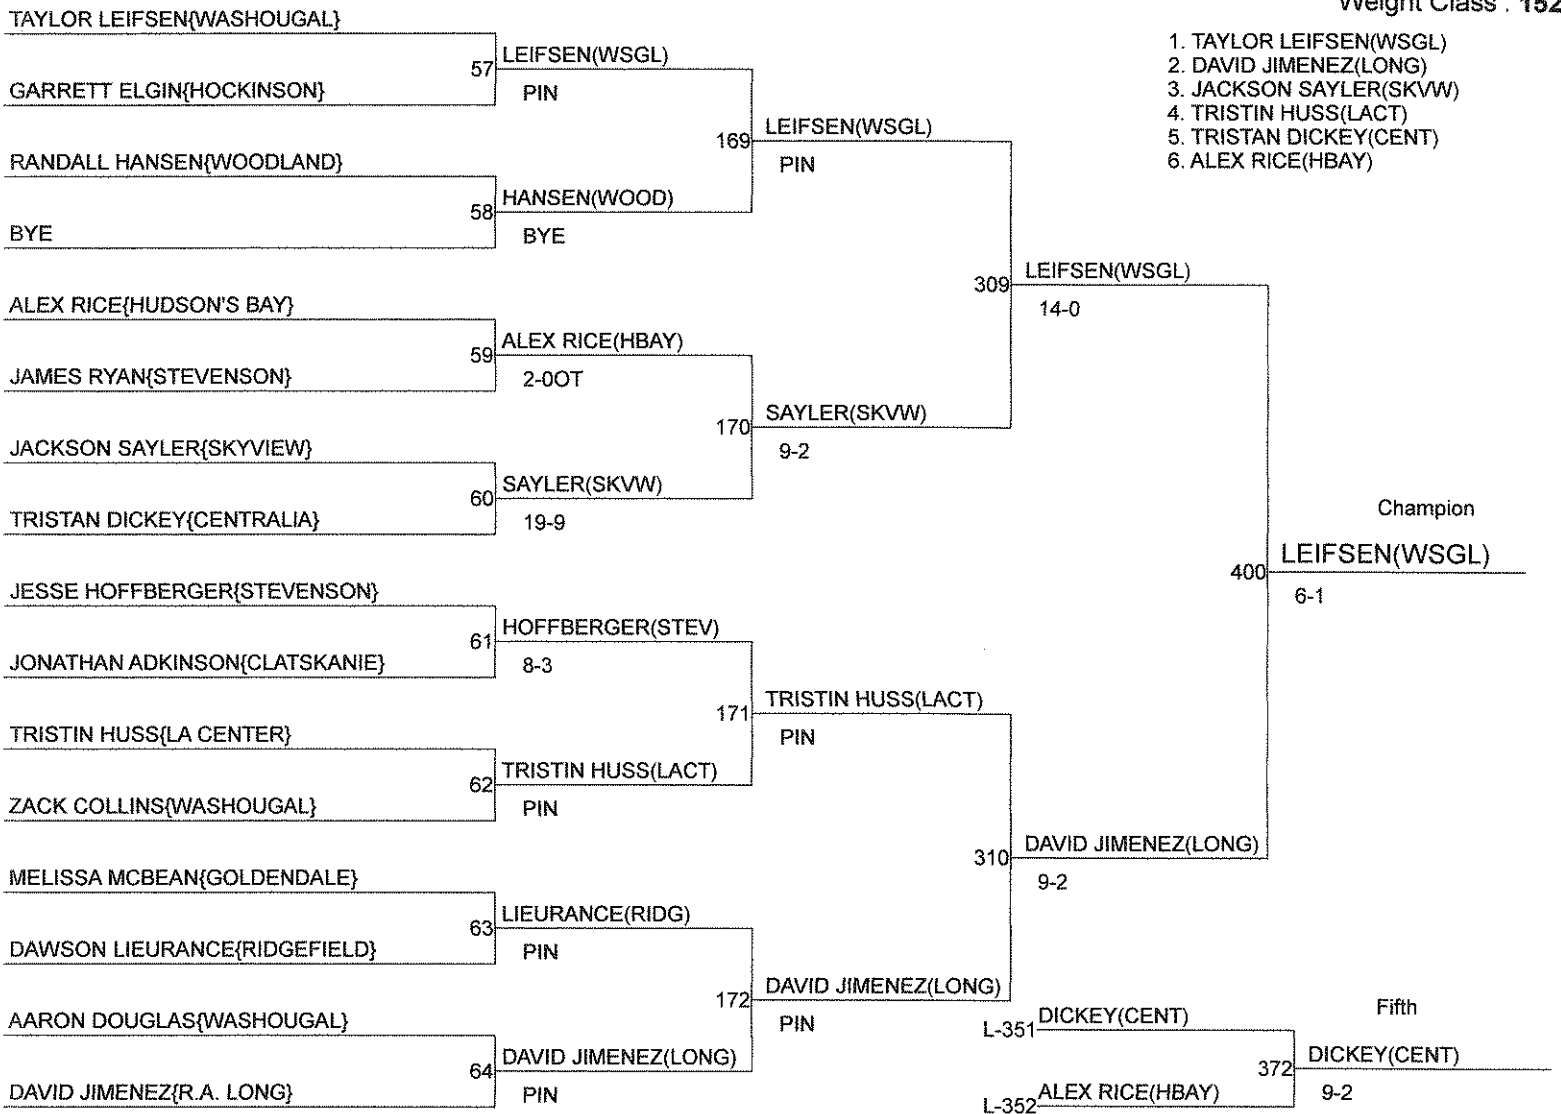 Weight Class : 152
TAYLOR LEIFSEN{WASHOUGAL}
57
LEIFSEN(WSGL)
PIN
GARRETT ELGIN{HOCKINSON}
169
LEIFSEN(WSGL)
PIN
RANDALL HANSEN{WOODLAND}
58
HANSEN(WOOD)
BYE
BYE
309
LEIFSEN(WSGL)
14-0
ALEX RICE{HUDSON'S BAY}
59
ALEX RICE(HBAY)
2-0OT
JAMES RYAN{STEVENSON}
170
SAYLER(SKVW)
9-2
JACKSON SAYLER{SKYVIEW}
60
SAYLER(SKVW)
19-9
TRISTAN DICKEY{CENTRALIA}
1. TAYLOR LEIFSEN(WSGL)
2. DAVID JIMENEZ(LONG)
3. JACKSON SAYLER(SKVW)
4. TRISTIN HUSS(LACT)
5. TRISTAN DICKEY(CENT)
6. ALEX RICE(HBAY)
Champion
400
LEIFSEN(WSGL)
6-1
JESSE HOFFBERGER{STEVENSON}
61
HOFFBERGER(STEV)
8-3
JONATHAN ADKINSON{CLATSKANIE}
171
TRISTIN HUSS(LACT)
PIN
TRISTIN HUSS{LA CENTER}
62
TRISTIN HUSS(LACT)
PIN
ZACK COLLINS{WASHOUGAL}
310
DAVID JIMENEZ(LONG)
9-2
MELISSA MCBEAN{GOLDENDALE}
63
LIEURANCE(RIDG)
PIN
DAWSON LIEURANCE{RIDGEFIELD}
172
DAVID JIMENEZ(LONG)
PIN
AARON DOUGLAS{WASHOUGAL}
64
DAVID JIMENEZ(LONG)
PIN
DAVID JIMENEZ{R.A. LONG}
Fifth
L-351
DICKEY(CENT)
372
DICKEY(CENT)
9-2
L-352
ALEX RICE(HBAY)